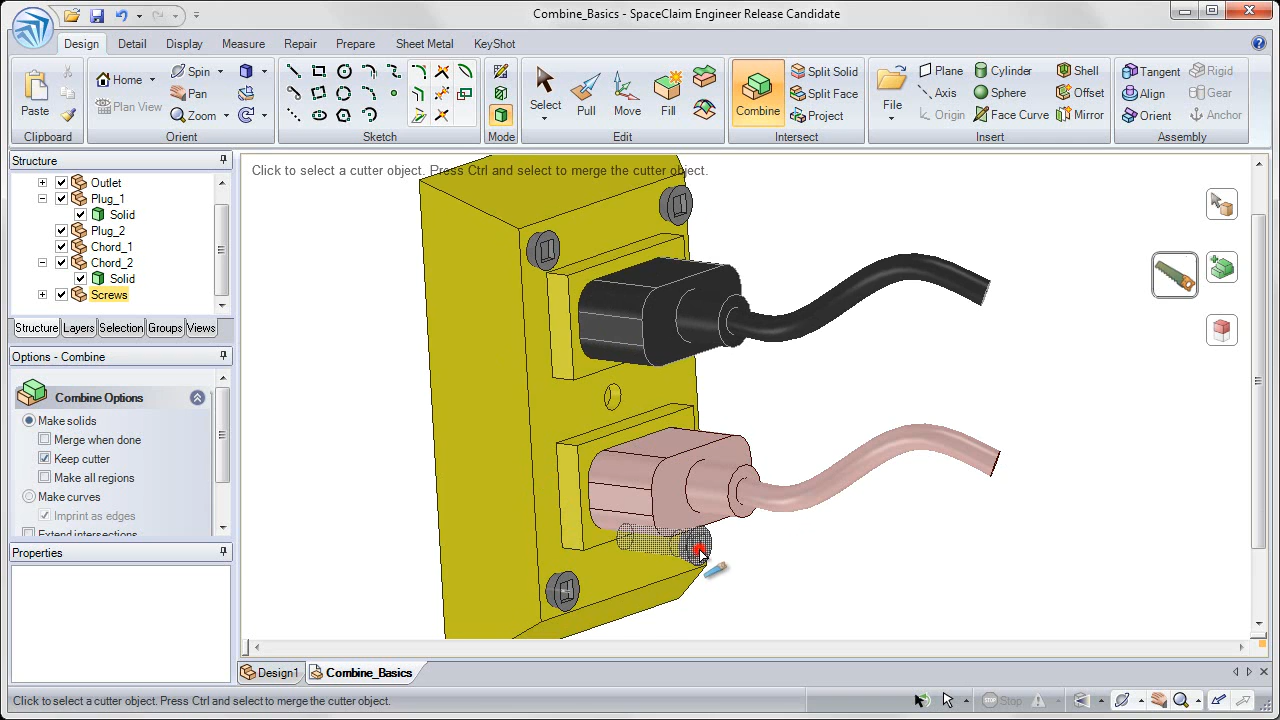 Combine_Basics - SpaceClaim Engineer Release Candidate
Design Detail Display Measure Repair Prepare Sheet Metal KeyShot
Paste
Clipboard
Home
Plan View
Spin
Pan
Zoom
Orient
Sketch
Mode
Select
Pull
Move
Fill
Edit
Combine
Split Solid
Split Face
Project
Intersect
File
Plane
Axis
Origin
Cylinder
Sphere
Face Curve
Shell
Offset
Mirror
Insert
Tangent
Align
Orient
Rigid
Gear
Anchor
Assembly
Structure
Outlet
Plug_1
Solid
Plug_2
Chord_1
Chord_2
Solid
Screws
Structure Layers Selection Groups Views
Options - Combine
Combine Options
Make solids
Merge when done
Keep cutter
Make all regions
Make curves
Imprint as edges
Extend intersections
Properties
Click to select a cutter object. Press Ctrl and select to merge the cutter object.
Design1
Combine_Basics
Click to select a cutter object. Press Ctrl and select to merge the cutter object.
Stop